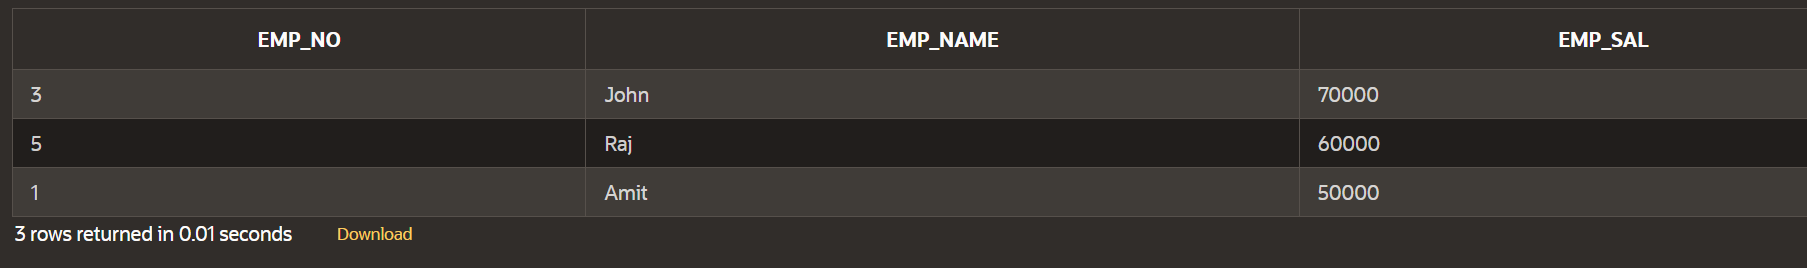 EMP_NO EMP_NAME EMP_SAL
3 John 70000
5 Raj 60000
1 Amit 50000
3 rows returned in 0.01 seconds Download